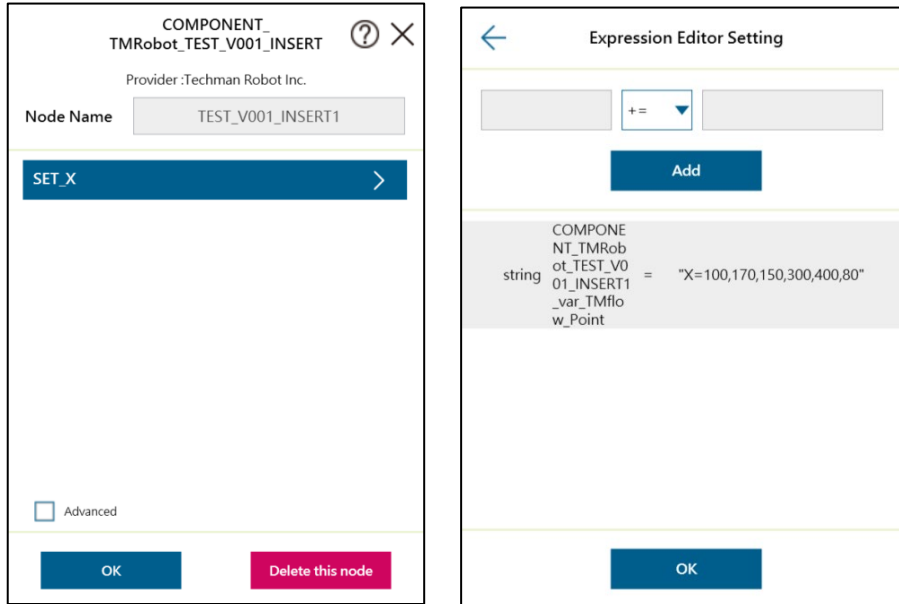 COMPONENT_
TMRobot_TEST_V001_INSERT
Provider :Techman Robot Inc.
Node Name
TEST_V001_INSERT1
SET_X
Advanced
OK
Delete this node
Expression Editor Setting
+=
Add
string
COMPONE
NT_TMRob
ot_TEST_V0
01_INSERT1
_var_TMflo
w_Point
=
"X=100,170,150,300,400,80"
OK